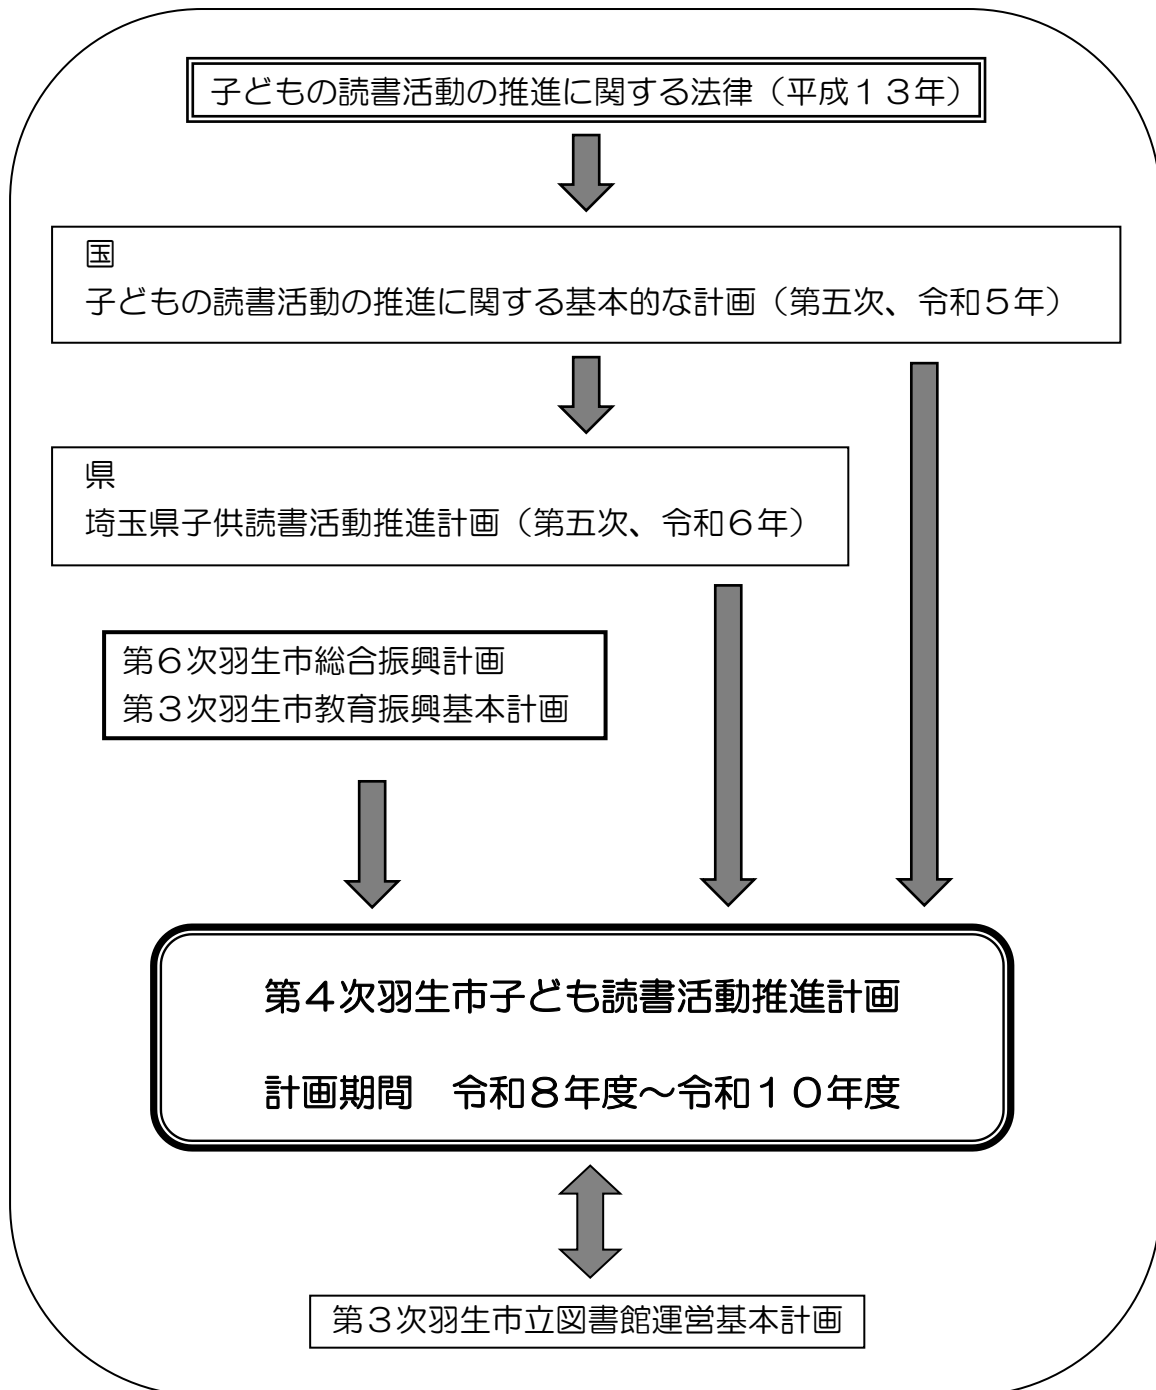 子どもの読書活動の推進に関する法律（平成１３年）
国
子どもの読書活動の推進に関する基本的な計画（第五次、令和５年）
県
埼玉県子供読書活動推進計画（第五次、令和６年）
第６次羽生市総合振興計画
第３次羽生市教育振興基本計画
第４次羽生市子ども読書活動推進計画
計画期間　令和８年度～令和１０年度
第３次羽生市立図書館運営基本計画